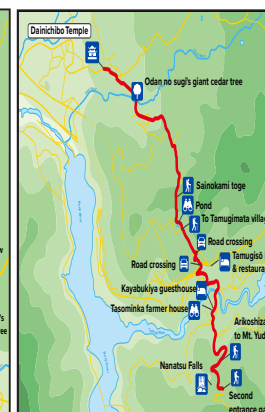 Dainichibo Temple
Odan no sugi's giant cedar tree
Sainokami toge
Pond
To Tamugimata villa
Road crossing
Tamugisō
& restaura
Road crossing
Kayabukiya guesthouse
Tasominka farmer house
Arikoshiza
to Mt. Yud
Nanatsu Falls
Second
entrance ga